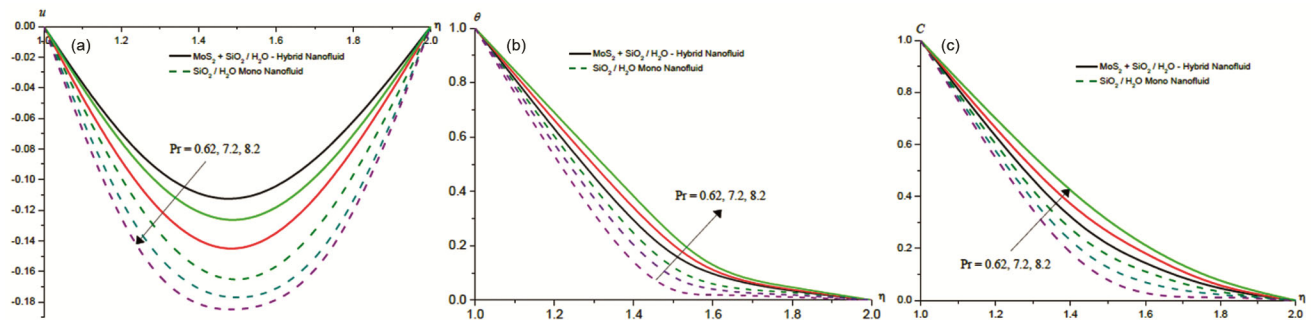 u
0.00
-0.02
-0.04
-0.06
-0.08
-0.10
-0.12
-0.14
-0.16
-0.18
1.0 1.2 1.4 1.6 1.8 2.0
η
(a)
MoS₂ + SiO₂ / H₂O - Hybrid Nanofluid
SiO₂ / H₂O Mono Nanofluid
Pr = 0.62, 7.2, 8.2
θ
1.0
0.8
0.6
0.4
0.2
0.0
1.0 1.2 1.4 1.6 1.8 2.0
η
(b)
MoS₂ + SiO₂ / H₂O - Hybrid Nanofluid
SiO₂ / H₂O Mono Nanofluid
Pr = 0.62, 7.2, 8.2
C
1.0
0.8
0.6
0.4
0.2
0.0
1.0 1.2 1.4 1.6 1.8 2.0
η
(c)
MoS₂ + SiO₂ / H₂O - Hybrid Nanofluid
SiO₂ / H₂O Mono Nanofluid
Pr = 0.62, 7.2, 8.2